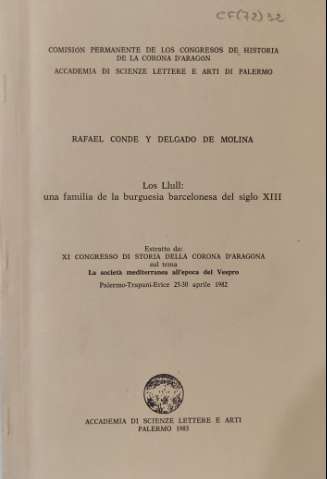 CF(72) 32
COMISIÓN PERMANENTE DE LOS CONGRESOS DE HISTORIA
DE LA CORONA D'ARAGON
ACCADEMIA DI SCIENZE LETTERE E ARTI DI PALERMO
RAFAEL CONDE Y DELGADO DE MOLINA
Los Llull:
una familia de la burguesia barcelonesa del siglo XIII
Estratto da:
XI CONGRESSO DI STORIA DELLA CORONA D'ARAGONA
sul tema
La società mediterranea all'epoca del Vespro
Palermo-Trapani-Erice 25-30 aprile 1982
ACCADEMIA DI SCIENZE LETTERE E ARTI
PALERMO 1983